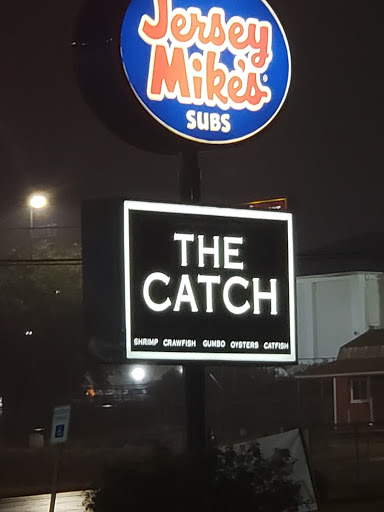 Jersey
Mike's
SUBS
THE
CATCH
SHRIMP CRAWFISH GUMBO OYSTERS CATFISH